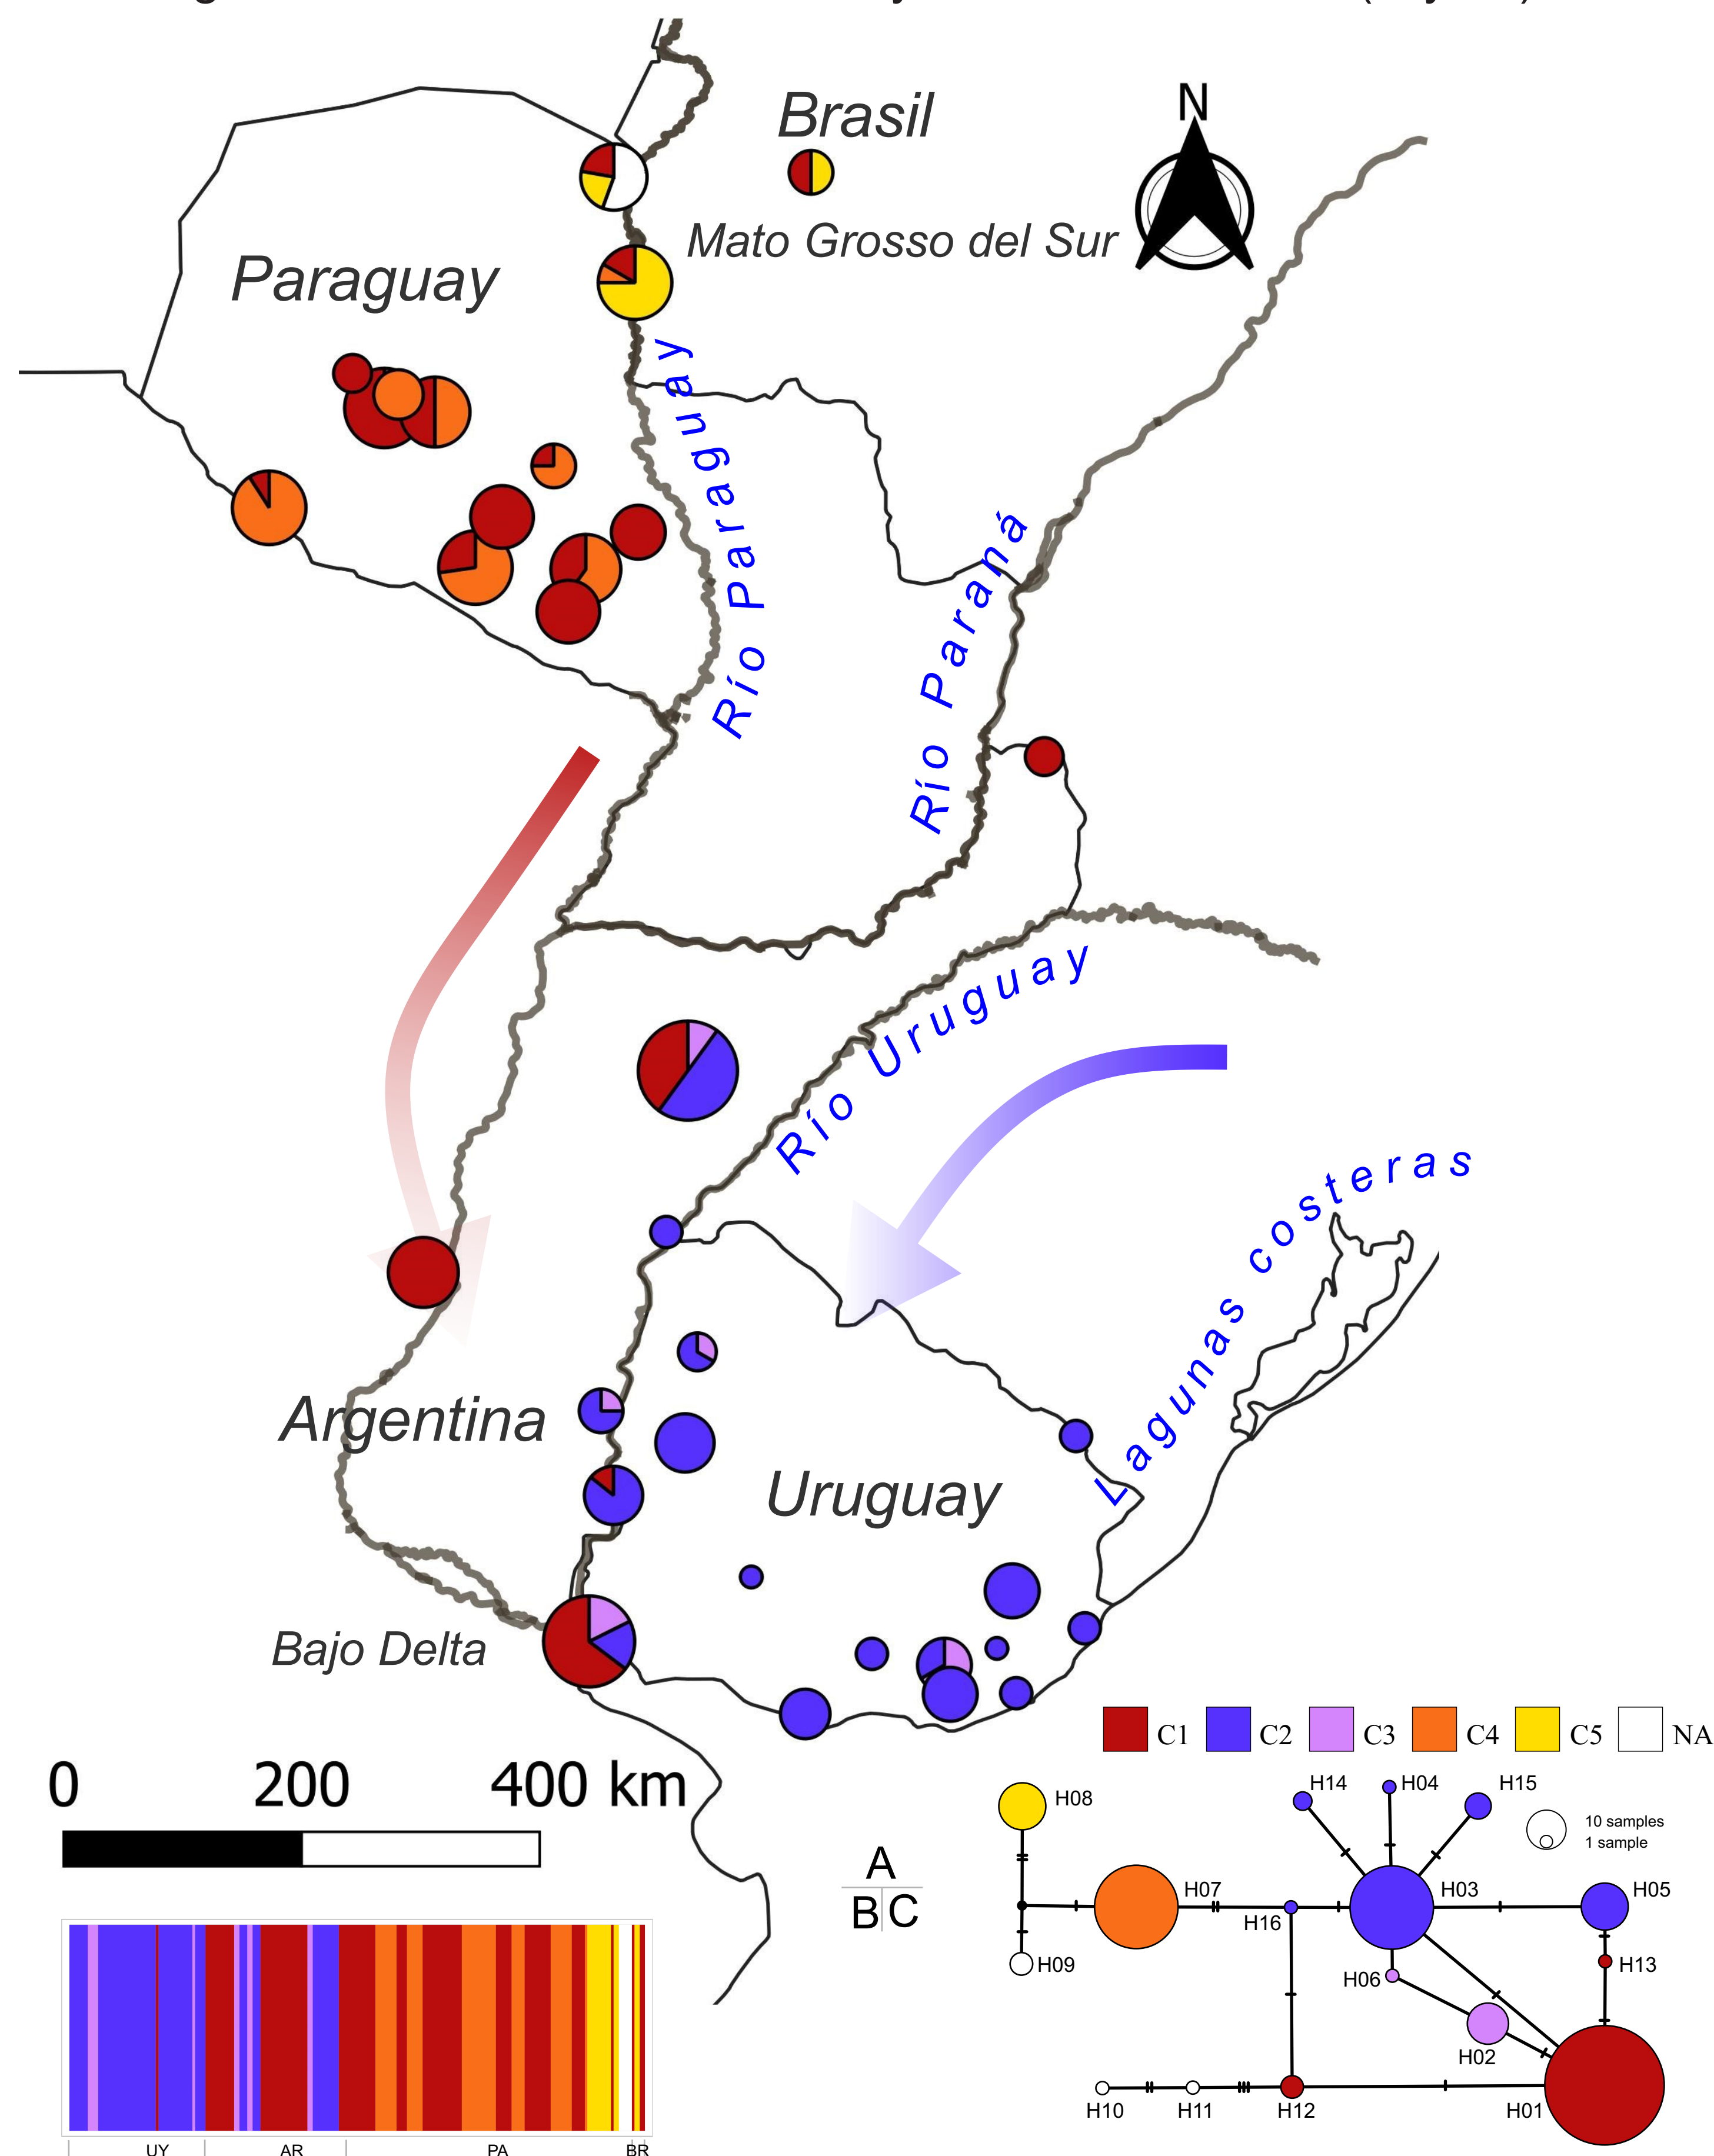 Brasil
N
Mato Grosso del Sur
Paraguay
Río Paraguay
Río Paraná
Río Uruguay
Lagunas costeras
Argentina
Uruguay
Bajo Delta
C1 C2 C3 C4 C5 NA
0 200 400 km
H14 H04 H15
H08
10 samples
1 sample
A
B C
H07 H03 H05
H16
H09 H06 H13
H02
H10 H11 H12 H01
UY AR PA BR